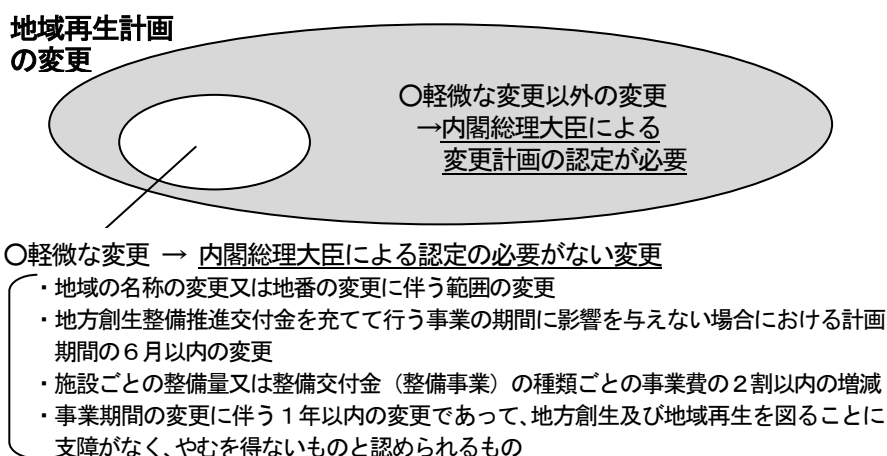 地域再生計画
の変更
〇軽微な変更以外の変更
→内閣総理大臣による
変更計画の認定が必要
〇軽微な変更 → 内閣総理大臣による認定の必要がない変更
・地域の名称の変更又は地番の変更に伴う範囲の変更
・地方創生整備推進交付金を充てて行う事業の期間に影響を与えない場合における計画
期間の６月以内の変更
・施設ごとの整備量又は整備交付金（整備事業）の種類ごとの事業費の２割以内の増減
・事業期間の変更に伴う１年以内の変更であって、地方創生及び地域再生を図ることに
支障がなく、やむを得ないものと認められるもの